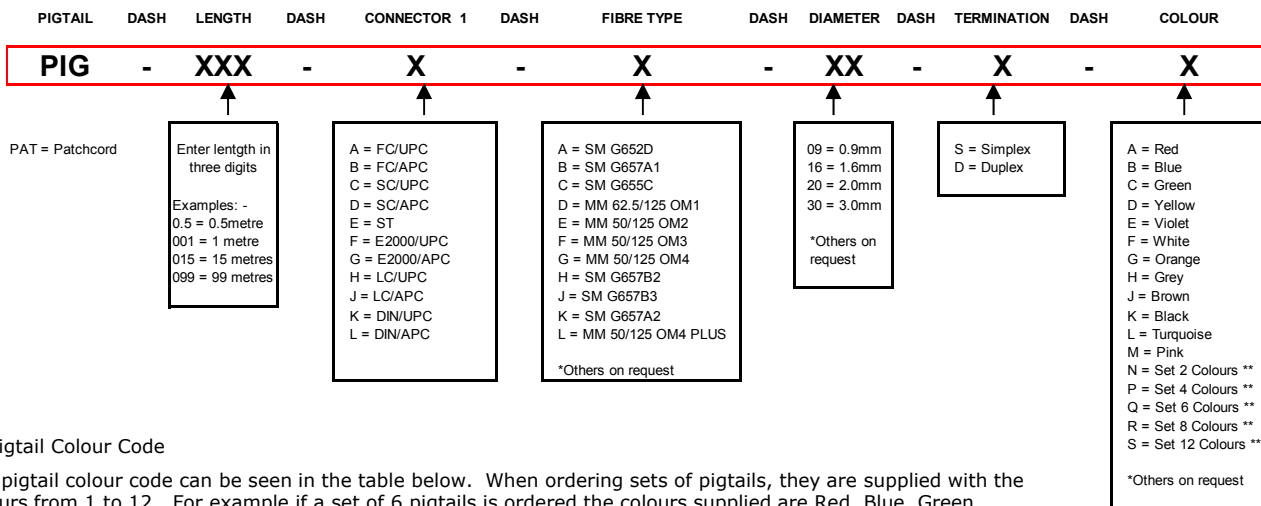 PIGTAIL DASH LENGTH DASH CONNECTOR 1 DASH FIBRE TYPE DASH DIAMETER DASH TERMINATION DASH COLOUR
PIG - XXX - X - X - XX - X - X
PAT = Patchcord
Enter lentgth in
three digits
Examples: -
0.5 = 0.5metre
001 = 1 metre
015 = 15 metres
099 = 99 metres
A = FC/UPC
B = FC/APC
C = SC/UPC
D = SC/APC
E = ST
F = E2000/UPC
G = E2000/APC
H = LC/UPC
J = LC/APC
K = DIN/UPC
L = DIN/APC
A = SM G652D
B = SM G657A1
C = SM G655C
D = MM 62.5/125 OM1
E = MM 50/125 OM2
F = MM 50/125 OM3
G = MM 50/125 OM4
H = SM G657B2
J = SM G657B3
K = SM G657A2
L = MM 50/125 OM4 PLUS
*Others on request
09 = 0.9mm
16 = 1.6mm
20 = 2.0mm
30 = 3.0mm
*Others on
request
S = Simplex
D = Duplex
A = Red
B = Blue
C = Green
D = Yellow
E = Violet
F = White
G = Orange
H = Grey
J = Brown
K = Black
L = Turquoise
M = Pink
N = Set 2 Colours **
P = Set 4 Colours **
Q = Set 6 Colours **
R = Set 8 Colours **
S = Set 12 Colours **
*Others on request
igtail Colour Code
pigtail colour code can be seen in the table below. When ordering sets of pigtails, they are supplied with the
urs from 1 to 12. For example if a set of 6 pigtails is ordered the colours supplied are Red, Blue, Green